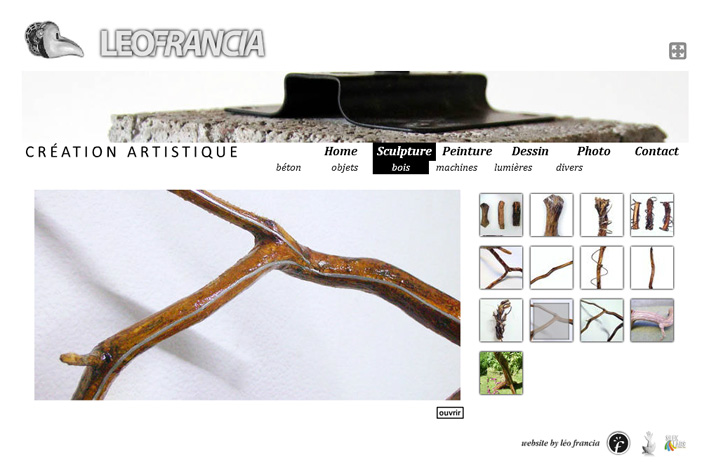 LEOFRANCIA
CRÉATION ARTISTIQUE
Home Sculpture Peinture Dessin Photo Contact
béton objets bois machines lumières divers
ouvrir
website by léo francia